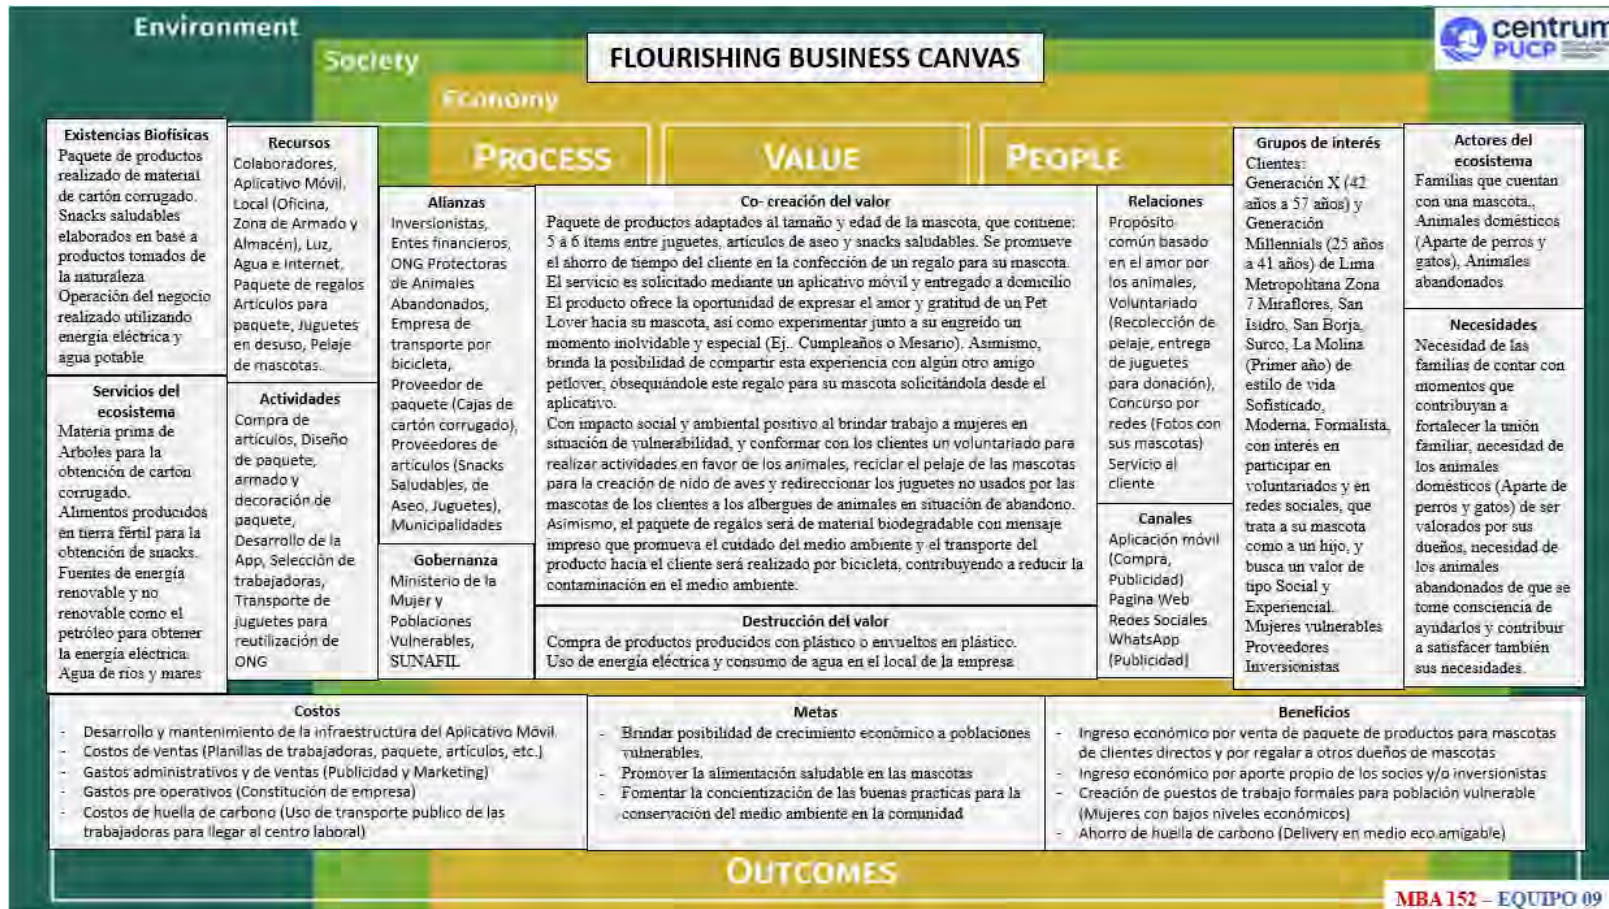 Environment
Society
Economy
FLOURISHING BUSINESS CANVAS
centrum
PUCP
PROCESS
VALUE
PEOPLE
Existencias Biofísicas
Paquete de productos
realizado de material
de cartón corrugado.
Snacks saludables
elaborados en base a
productos tomados de
la naturaleza
Operación del negocio
realizado utilizando
energía eléctrica y
agua potable
Servicios del
ecosistema
Materia prima de
Arboles para la
obtención de cartón
corrugado.
Alimentos producidos
en tierra fértil para la
obtención de snacks.
Fuentes de energía
renovable y no
renovable como el
petróleo para obtener
la energía eléctrica.
Agua de ríos y mares
Recursos
Colaboradores,
Aplicativo Móvil,
Local (Oficina,
Zona de Armado y
Almacén), Luz,
Agua e Internet,
Paquete de regalos
Artículos para
paquete, Juguetes
en desuso, Pelaje
de mascotas.
Actividades
Compra de
artículos, Diseño
de paquete,
armado y
decoración de
paquete,
Desarrollo de la
App, Selección de
trabajadoras,
Transporte de
juguetes para
reutilización de
ONG
Alianzas
Inversionistas,
Entes financieros,
ONG Protectoras
de Animales
Abandonados,
Empresa de
transporte por
bicicleta,
Proveedor de
paquete (Cajas de
cartón corrugado),
Proveedores de
artículos (Snacks
Saludables, de
Aseo, Juguetes),
Municipalidades
Gobernanza
Ministerio de la
Mujer y
Poblaciones
Vulnerables,
SUNAFIL
Co- creación del valor
Paquete de productos adaptados al tamaño y edad de la mascota, que contiene:
5 a 6 ítems entre juguetes, artículos de aseo y snacks saludables. Se promueve
el ahorro de tiempo del cliente en la confección de un regalo para su mascota.
El servicio es solicitado mediante un aplicativo móvil y entregado a domicilio
El producto ofrece la oportunidad de expresar el amor y gratitud de un Pet
Lover hacia su mascota, así como experimentar junto a su engreído un
momento inolvidable y especial (Ej.. Cumpleaños o Mesario). Asimismo,
brinda la posibilidad de compartir esta experiencia con algún otro amigo
petlover, obsequiándole este regalo para su mascota solicitándola desde el
aplicativo.
Con impacto social y ambiental positivo al brindar trabajo a mujeres en
situación de vulnerabilidad, y conformar con los clientes un voluntariado para
realizar actividades en favor de los animales, reciclar el pelaje de las mascotas
para la creación de nido de aves y redireccionar los juguetes no usados por las
mascotas de los clientes a los albergues de animales en situación de abandono.
Asimismo, el paquete de regalos será de material biodegradable con mensaje
impreso que promueva el cuidado del medio ambiente y el transporte del
producto hacia el cliente será realizado por bicicleta, contribuyendo a reducir la
contaminación en el medio ambiente.
Destrucción del valor
Compra de productos producidos con plástico o envueltos en plástico.
Uso de energía eléctrica y consumo de agua en el local de la empresa
Relaciones
Propósito
común basado
en el amor por
los animales,
Voluntariado
(Recolección de
pelaje, entrega
de juguetes
para donación),
Concurso por
redes (Fotos con
sus mascotas)
Servicio al
cliente
Canales
Aplicación móvil
(Compra,
Publicidad)
Pagina Web
Redes Sociales
WhatsApp
(Publicidad)
Grupos de interés
Clientes:
Generación X (42
años a 57 años) y
Generación
Millennials (25 años
a 41 años) de Lima
Metropolitana Zona
7 Miraflores, San
Isidro, San Borja,
Surco, La Molina
(Primer año) de
estilo de vida
Sofisticado,
Moderna, Formalista,
con interés en
participar en
voluntariados y en
redes sociales, que
trata a su mascota
como a un hijo, y
busca un valor de
tipo Social y
Experiencial.
Mujeres vulnerables
Proveedores
Inversionistas
Actores del
ecosistema
Familias que cuentan
con una mascota,,
Animales domésticos
(Aparte de perros y
gatos), Animales
abandonados
Necesidades
Necesidad de las
familias de contar con
momentos que
contribuyan a
fortalecer la unión
familiar, necesidad de
los animales
domésticos (Aparte de
perros y gatos) de ser
valorados por sus
dueños, necesidad de
los animales
abandonados de que se
tome consciencia de
ayudarlos y contribuir
a satisfacer también
sus necesidades.
Costos
- Desarrollo y mantenimiento de la infraestructura del Aplicativo Móvil.
- Costos de ventas (Planillas de trabajadoras, paquete, artículos, etc.)
- Gastos administrativos y de ventas (Publicidad y Marketing)
- Gastos pre operativos (Constitución de empresa)
- Costos de huella de carbono (Uso de transporte publico de las
trabajadoras para llegar al centro laboral)
Metas
- Brindar posibilidad de crecimiento económico a poblaciones
vulnerables.
- Promover la alimentación saludable en las mascotas
- Fomentar la concientización de las buenas practicas para la
conservación del medio ambiente en la comunidad
Beneficios
- Ingreso económico por venta de paquete de productos para mascotas
de clientes directos y por regalar a otros dueños de mascotas
- Ingreso económico por aporte propio de los socios y/o inversionistas
- Creación de puestos de trabajo formales para población vulnerable
(Mujeres con bajos niveles económicos)
- Ahorro de huella de carbono (Delivery en medio eco amigable)
OUTCOMES
MBA 152 – EQUIPO 09